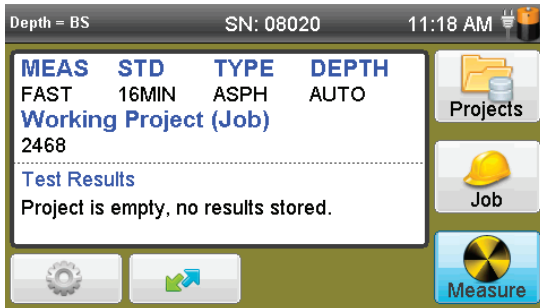 Depth = BS SN: 08020 11:18 AM
MEAS STD TYPE DEPTH
FAST 16MIN ASPH AUTO
Working Project (Job)
2468
Test Results
Project is empty, no results stored.
Projects
Job
Measure